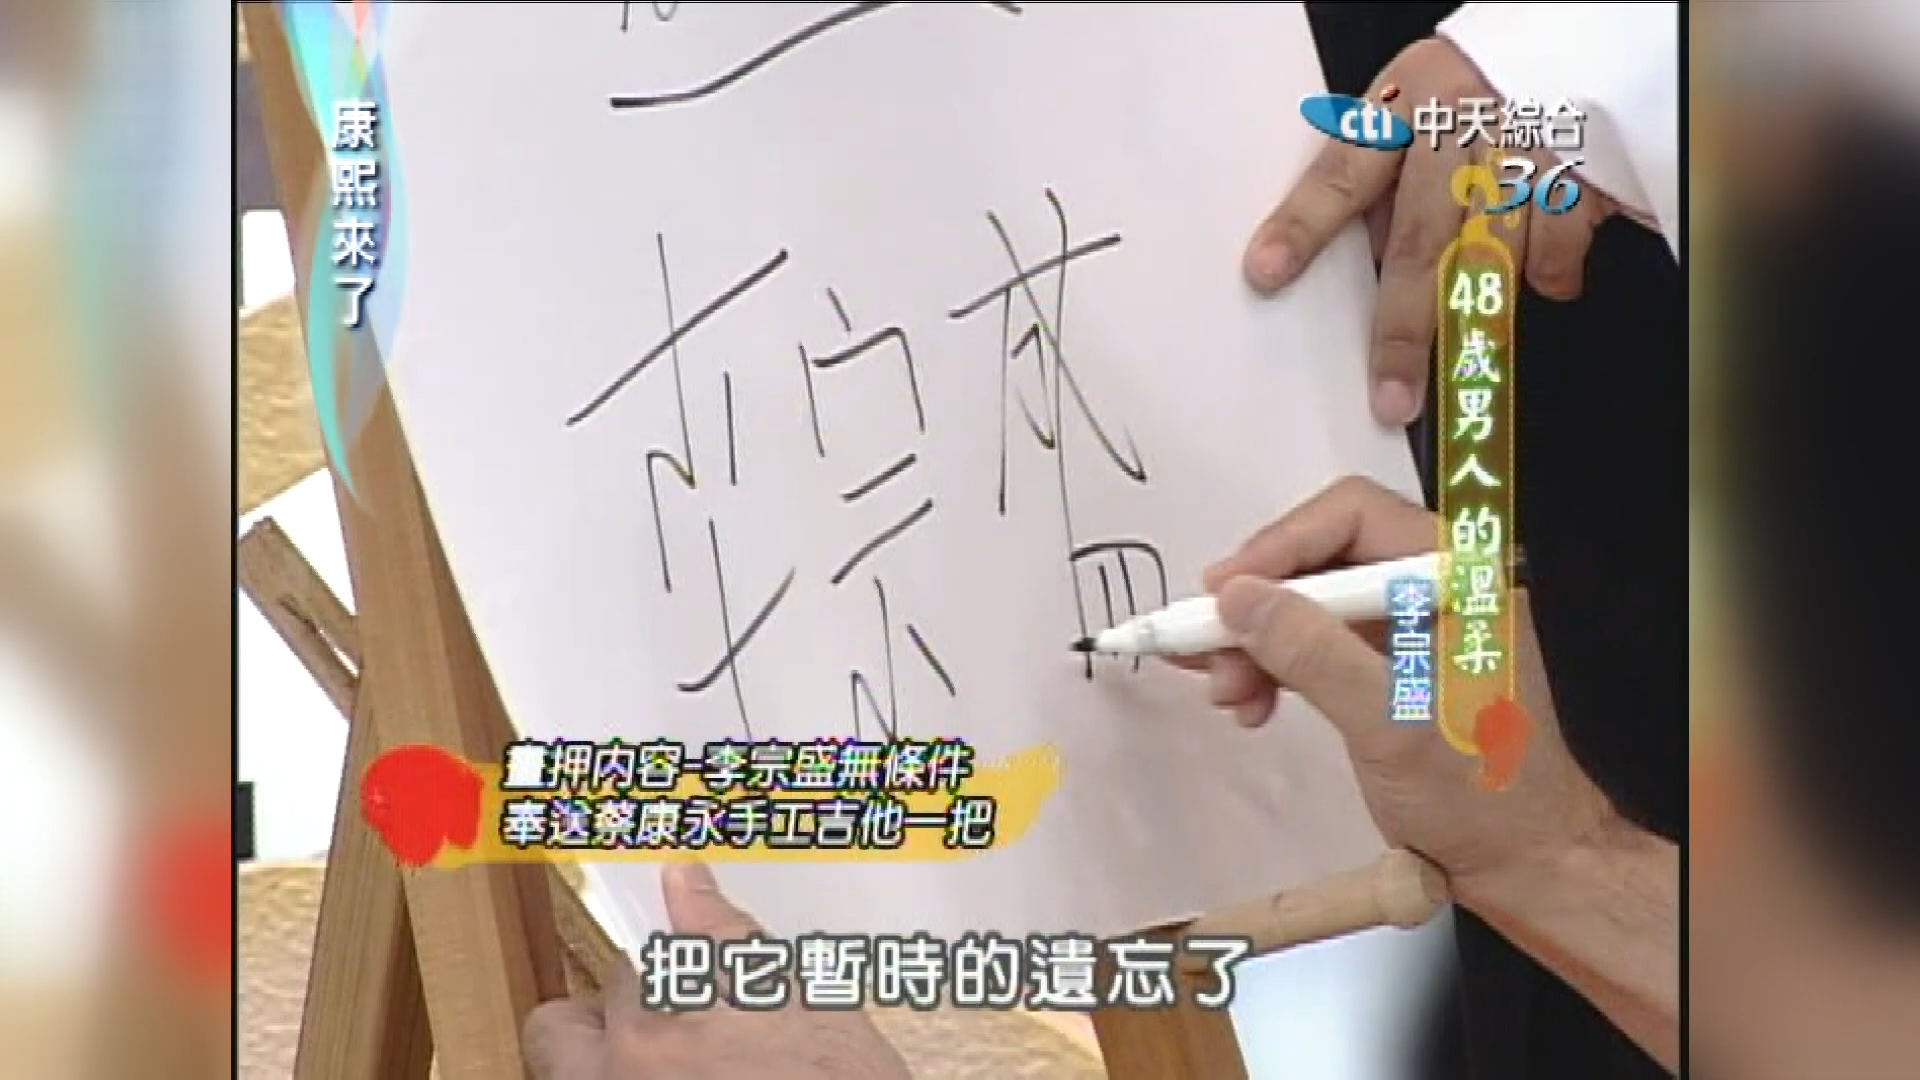 康熙來了
cti 中天綜合
36
48歲男人的溫柔
李宗盛
李宗盛
畫押內容-李宗盛無條件
奉送蔡康永手工吉他一把
把它暫時的遺忘了